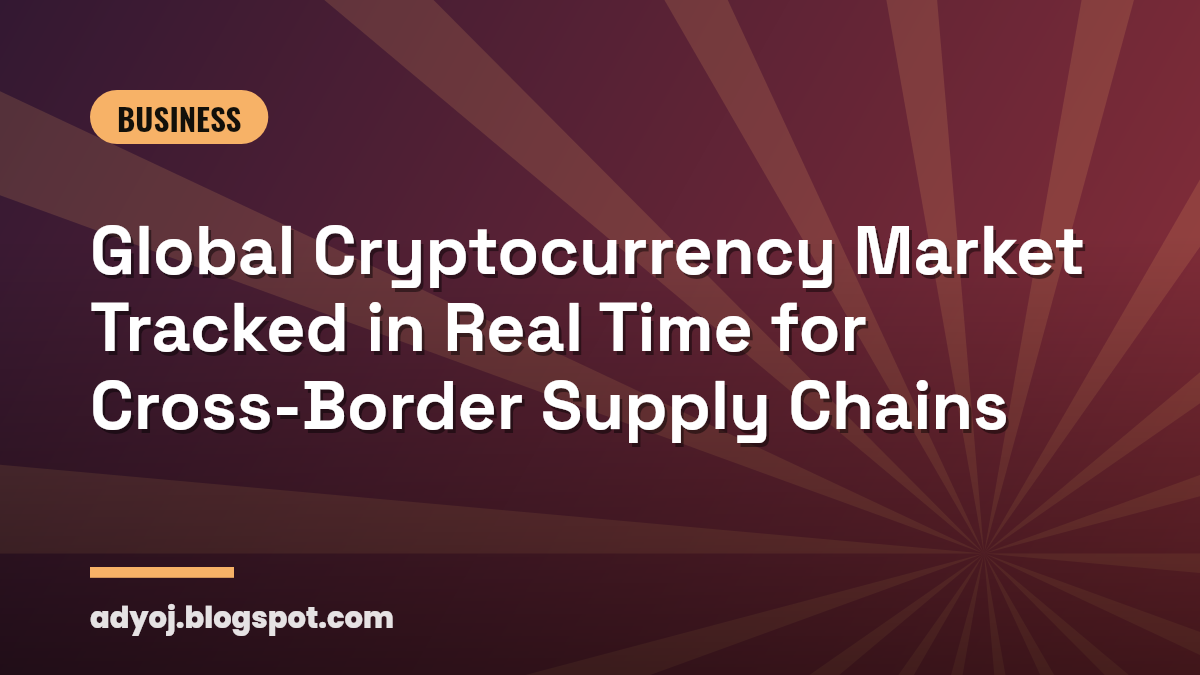 BUSINESS
Global Cryptocurrency Market
Tracked in Real Time for
Cross-Border Supply Chains
adyoj.blogspot.com